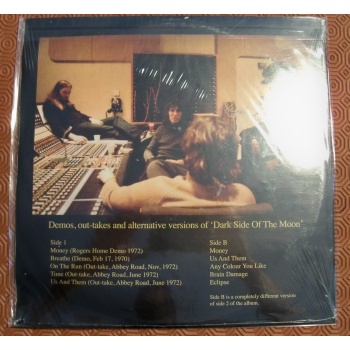 Demos, out-takes and alternative versions of 'Dark Side Of The Moon'
Side 1
Money (Rogers Home Demo 1972)
Breathe (Demo, Feb 17, 1970)
On The Run (Out-take, Abbey Road, Nov, 1972)
Time (Out-take, Abbey Road, June 1972)
Us And Them (Out-take, Abbey Road, June 1972)
Side B
Money
Us And Them
Any Colour You Like
Brain Damage
Eclipse
Side B is a completely different version
of side 2 of the album.